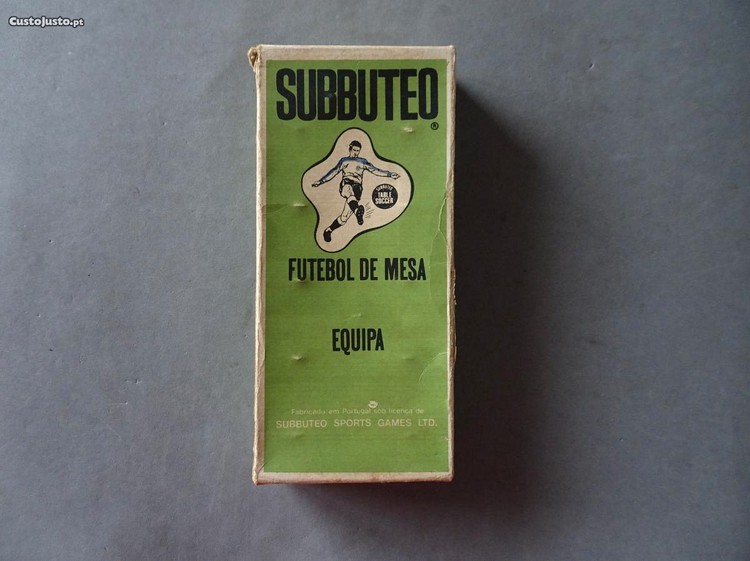 CustoJusto.pt
SUBBUTEO
®
SUBBUTEO
TABLE
SOCCER
FUTEBOL DE MESA
EQUIPA
Fabricado em Portugal sob licença de
SUBBUTEO SPORTS GAMES LTD.